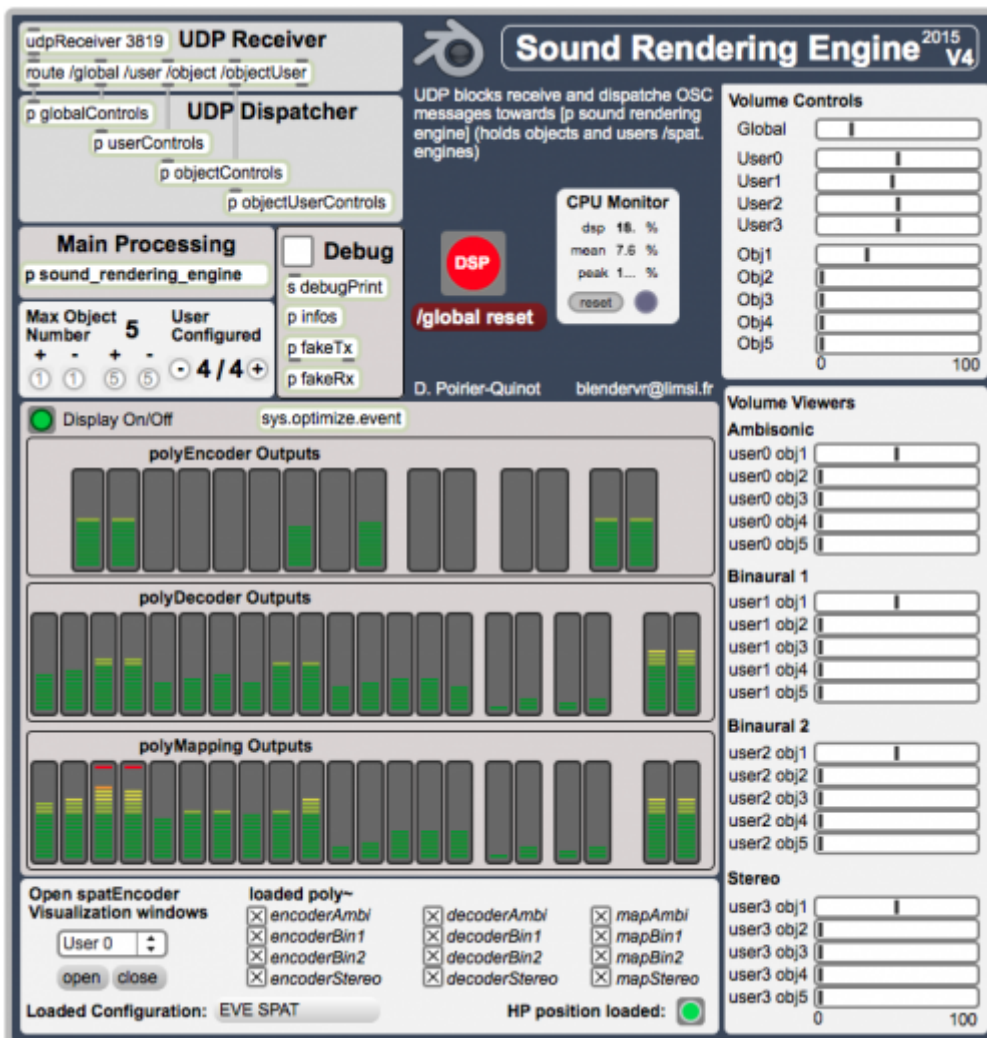 udpReceiver 3819
UDP Receiver
route /global /user /object /objectUser
p globalControls
UDP Dispatcher
p userControls
p objectControls
p objectUserControls
Sound Rendering Engine 2015 V4
UDP blocks receive and dispatche OSC
messages towards [p sound rendering
engine] (holds objects and users /spat.
engines)
Main Processing
p sound_rendering_engine
Max Object
Number
5
+ - + -
1 1 5 5
User
Configured
- 4 / 4 +
Debug
s debugPrint
p infos
p fakeTx
p fakeRx
DSP
/global reset
CPU Monitor
dsp 18. %
mean 7.6 %
peak 1... %
reset
D. Poirier-Quinot
blendervr@limsi.fr
Volume Controls
Global
User0
User1
User2
User3
Obj1
Obj2
Obj3
Obj4
Obj5
0 100
Display On/Off
sys.optimize.event
polyEncoder Outputs
polyDecoder Outputs
polyMapping Outputs
Volume Viewers
Ambisonic
user0 obj1
user0 obj2
user0 obj3
user0 obj4
user0 obj5
Binaural 1
user1 obj1
user1 obj2
user1 obj3
user1 obj4
user1 obj5
Binaural 2
user2 obj1
user2 obj2
user2 obj3
user2 obj4
user2 obj5
Stereo
user3 obj1
user3 obj2
user3 obj3
user3 obj4
user3 obj5
0 100
Open spatEncoder
Visualization windows
User 0
open close
loaded poly~
encoderAmbi decoderAmbi mapAmbi
encoderBin1 decoderBin1 mapBin1
encoderBin2 decoderBin2 mapBin2
encoderStereo decoderStereo mapStereo
Loaded Configuration: EVE SPAT
HP position loaded: